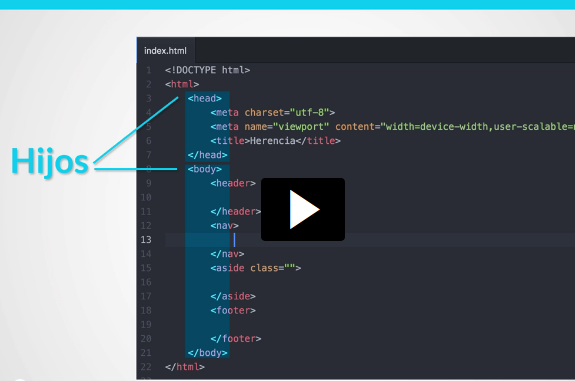 index.html
1 <!DOCTYPE html>
2 <html>
3 <head>
4 <meta charset="utf-8">
5 <meta name="viewport" content="width=device-width,user-scalable=
6 <title>Herencia</title>
Hijos
7 </head>
8 <body>
9 <header>
10
11 </header>
12 <nav>
13
14 </nav>
15 <aside class="">
16
17 </aside>
18 <footer>
19
20 </footer>
21 </body>
22 </html>